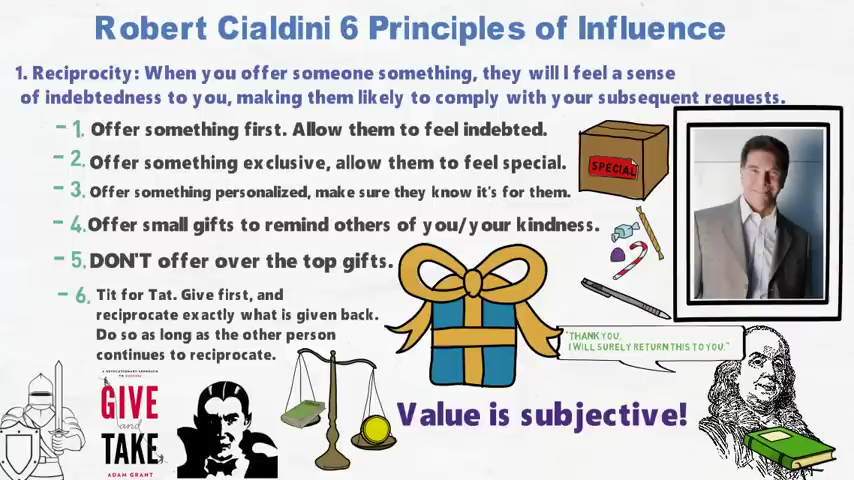 Robert Cialdini 6 Principles of Influence
1. Reciprocity: When you offer someone something, they will l feel a sense
of indebtedness to you, making them likely to comply with your subsequent requests.
- 1. Offer something first. Allow them to feel indebted.
- 2. Offer something exclusive, allow them to feel special.
SPECIAL
- 3. Offer something personalized, make sure they know it's for them.
- 4. Offer small gifts to remind others of you/your kindness.
- 5. DON'T offer over the top gifts.
- 6. Tit for Tat. Give first, and
reciprocate exactly what is given back.
Do so as long as the other person
continues to reciprocate.
"THANK YOU,
I WILL SURELY RETURN THIS TO YOU."
A REVOLUTIONARY APPROACH
TO SUCCESS
GIVE
and
TAKE
ADAM GRANT
Value is subjective!